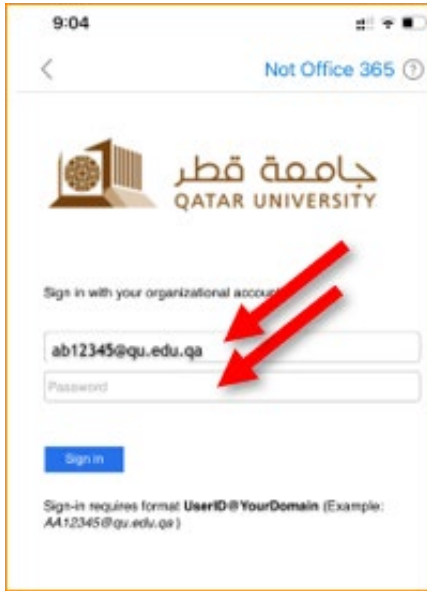 9:04
Not Office 365 ?
جامعة قطر
QATAR UNIVERSITY
Sign in with your organizational account
ab12345@qu.edu.qa
Password
Sign in
Sign-in requires format UserID@YourDomain (Example:
AA12345@qu.edu.qa )